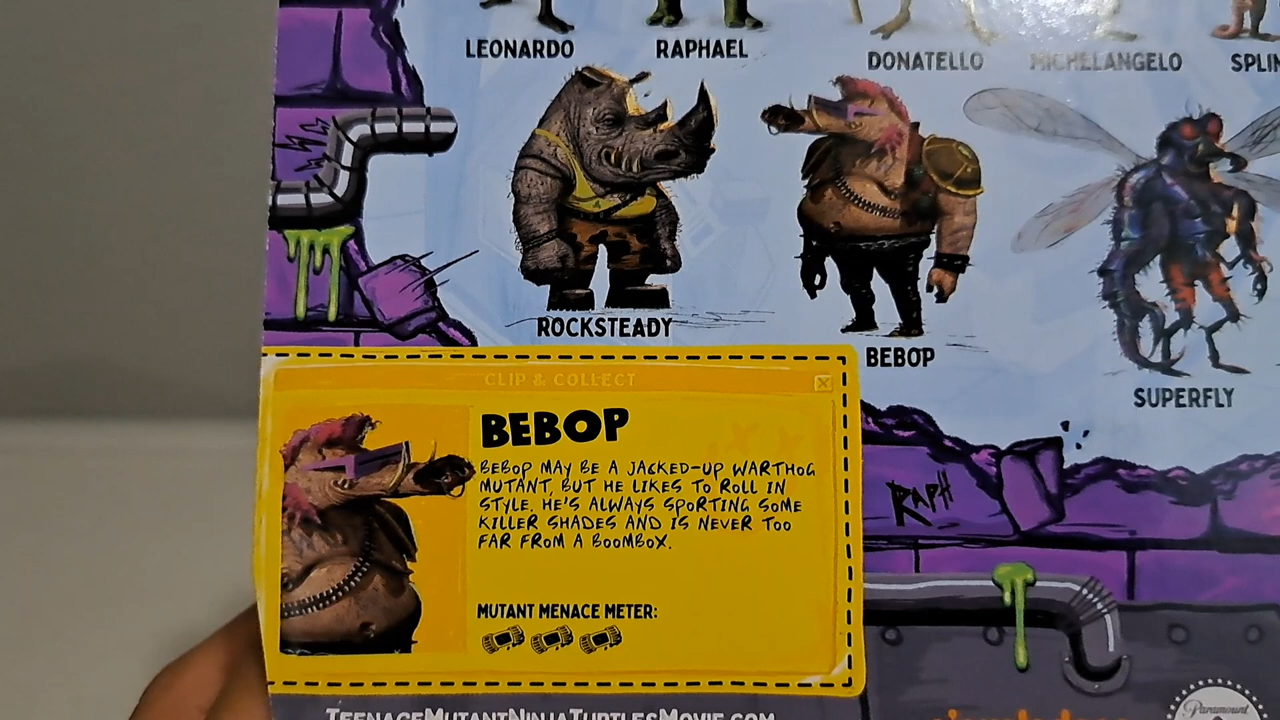 LEONARDO
RAPHAEL
DONATELLO
MICHELANGELO
ROCKSTEADY
BEBOP
SUPERFLY
CLIP & COLLECT
BEBOP
BEBOP MAY BE A JACKED-UP WARTHOG
MUTANT, BUT HE LIKES TO ROLL IN
STYLE. HE'S ALWAYS SPORTING SOME
KILLER SHADES AND IS NEVER TOO
FAR FROM A BOOMBOX.
MUTANT MENACE METER:
RAPH
TEENAGEMUTANTNINJATURTLESMOVIE.COM
Paramount